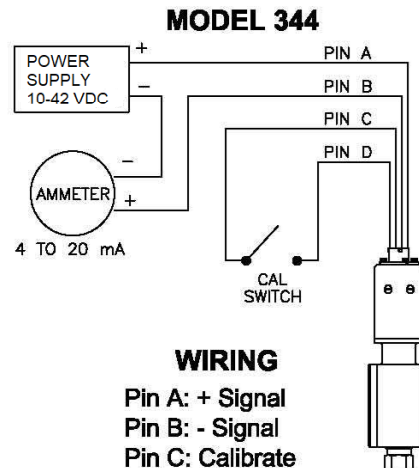 MODEL 344
POWER
SUPPLY
10-42 VDC
+
−
PIN A
PIN B
PIN C
PIN D
−
AMMETER
+
4 TO 20 mA
CAL
SWITCH
WIRING
Pin A: + Signal
Pin B: - Signal
Pin C: Calibrate